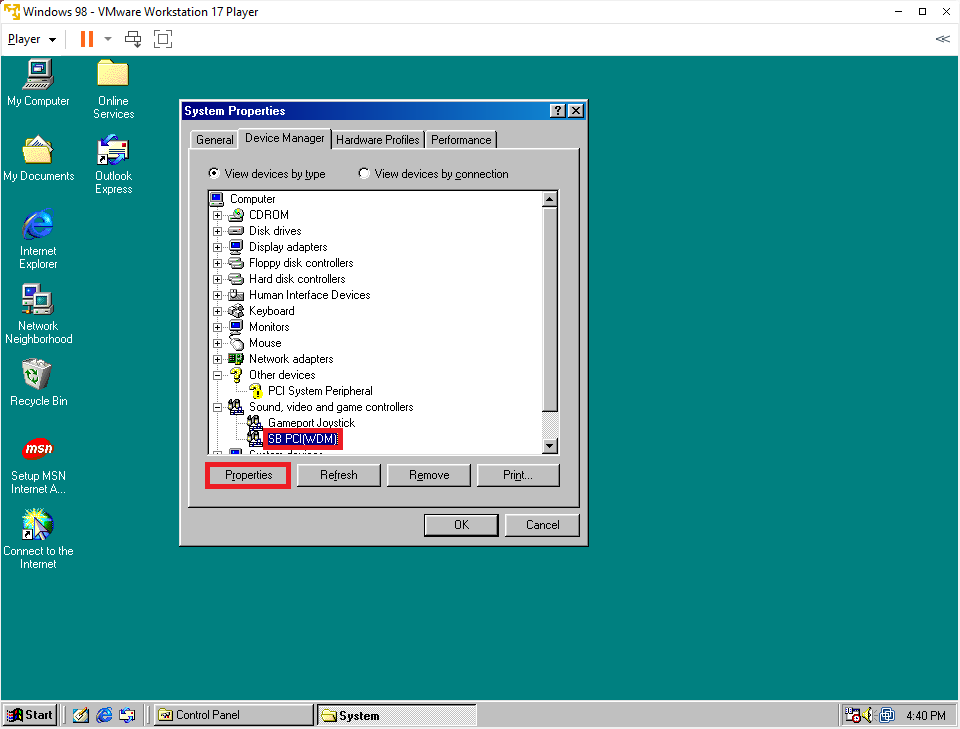 Windows 98 - VMware Workstation 17 Player
Player
My Computer
Online
Services
My Documents
Outlook
Express
Internet
Explorer
Network
Neighborhood
Recycle Bin
msn
Setup MSN
Internet A...
Connect to the
Internet
System Properties
General Device Manager Hardware Profiles Performance
View devices by type View devices by connection
Computer
CDROM
Disk drives
Display adapters
Floppy disk controllers
Hard disk controllers
Human Interface Devices
Keyboard
Monitors
Mouse
Network adapters
Other devices
PCI System Peripheral
Sound, video and game controllers
Gameport Joystick
SB PCI(WDM)
System devices
Properties Refresh Remove Print...
OK Cancel
Start Control Panel System 4:40 PM